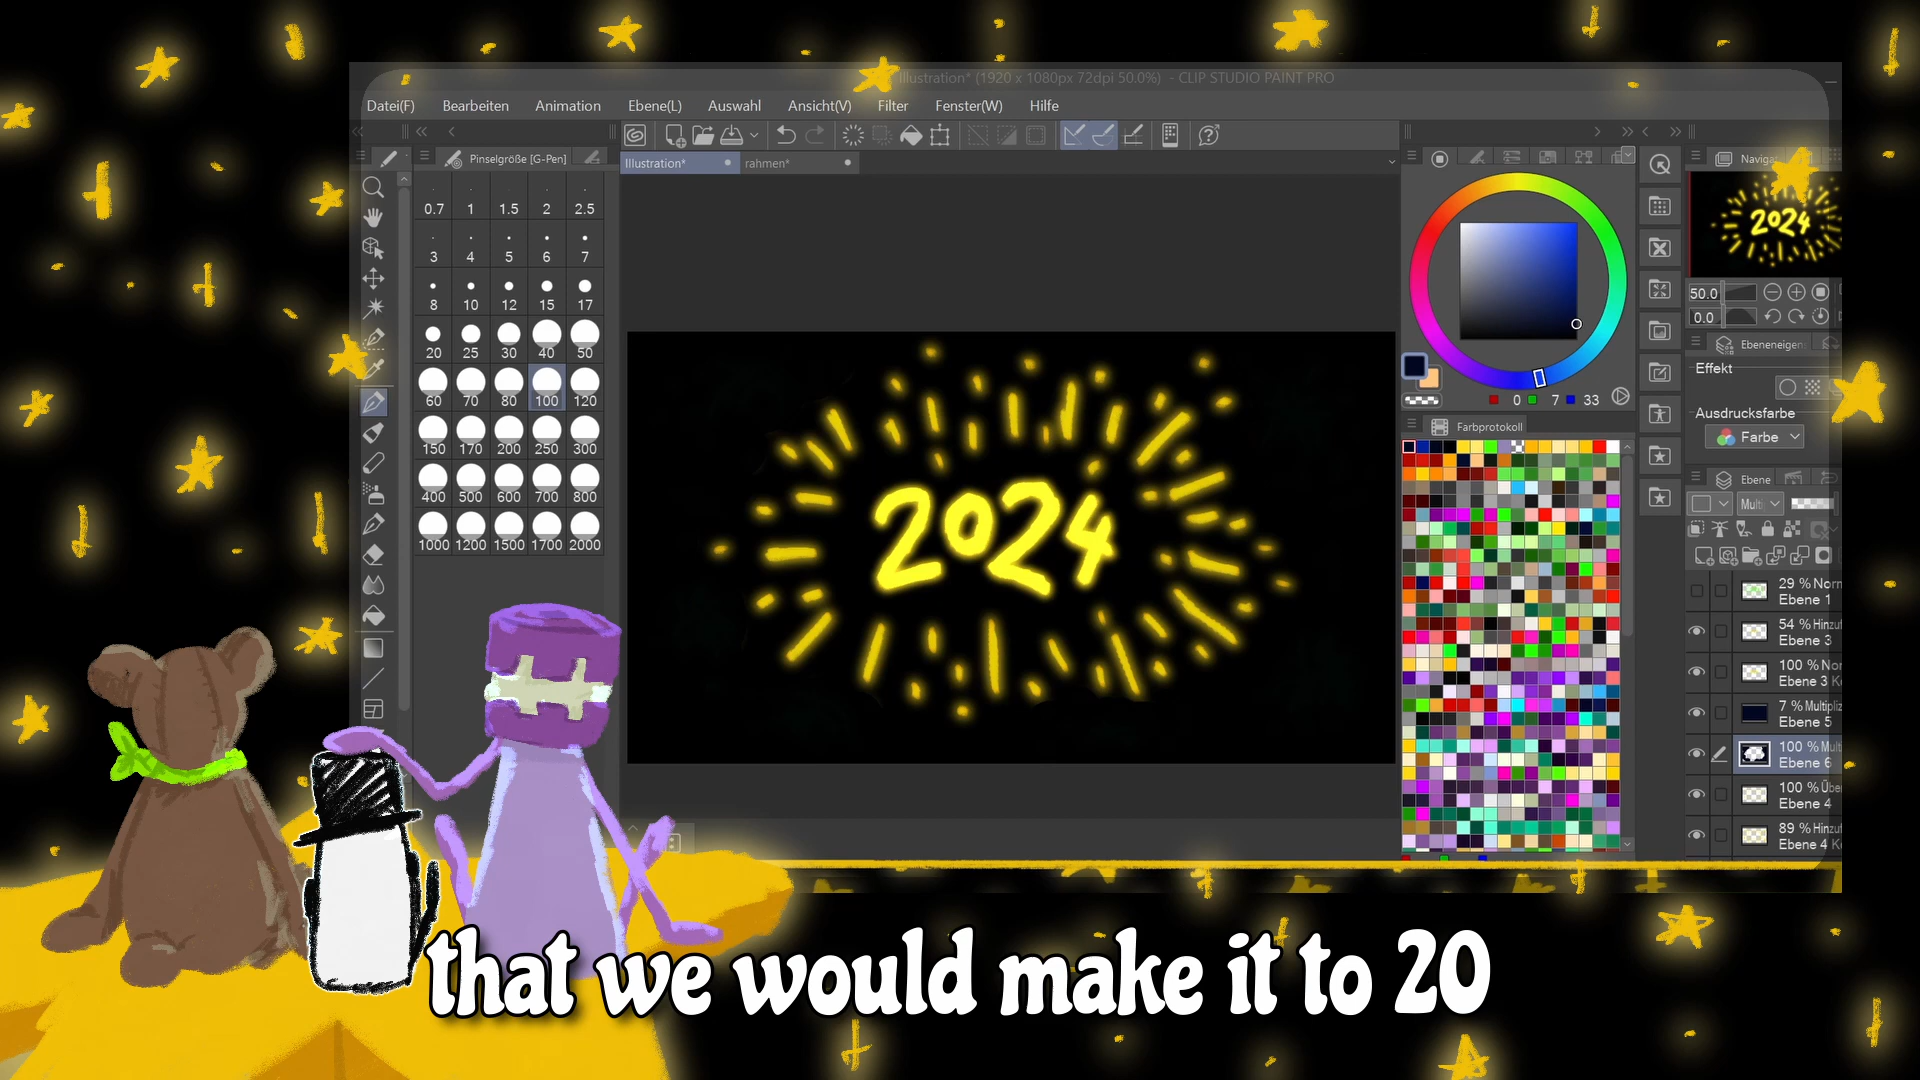 Illustration* (1920 x 1080px 72dpi 50.0%) - CLIP STUDIO PAINT PRO
Datei(F) Bearbeiten Animation Ebene(L) Auswahl Ansicht(V) Filter Fenster(W) Hilfe
Pinselgröße [G-Pen]
Illustration* rahmen*
0.7 1 1.5 2 2.5
3 4 5 6 7
8 10 12 15 17
20 25 30 40 50
60 70 80 100 120
150 170 200 250 300
400 500 600 700 800
1000 1200 1500 1700 2000
2024
0 7 33
Farbprotokoll
2024
50.0
0.0
Effekt
Ausdrucksfarbe
Farbe
Ebene
29 %
Ebene 1
54 %
Ebene 3
100 %
Ebene 3
7 %
Ebene 5
100 %
Ebene 6
100 %
Ebene 4
89 %
Ebene 4
that we would make it to 20